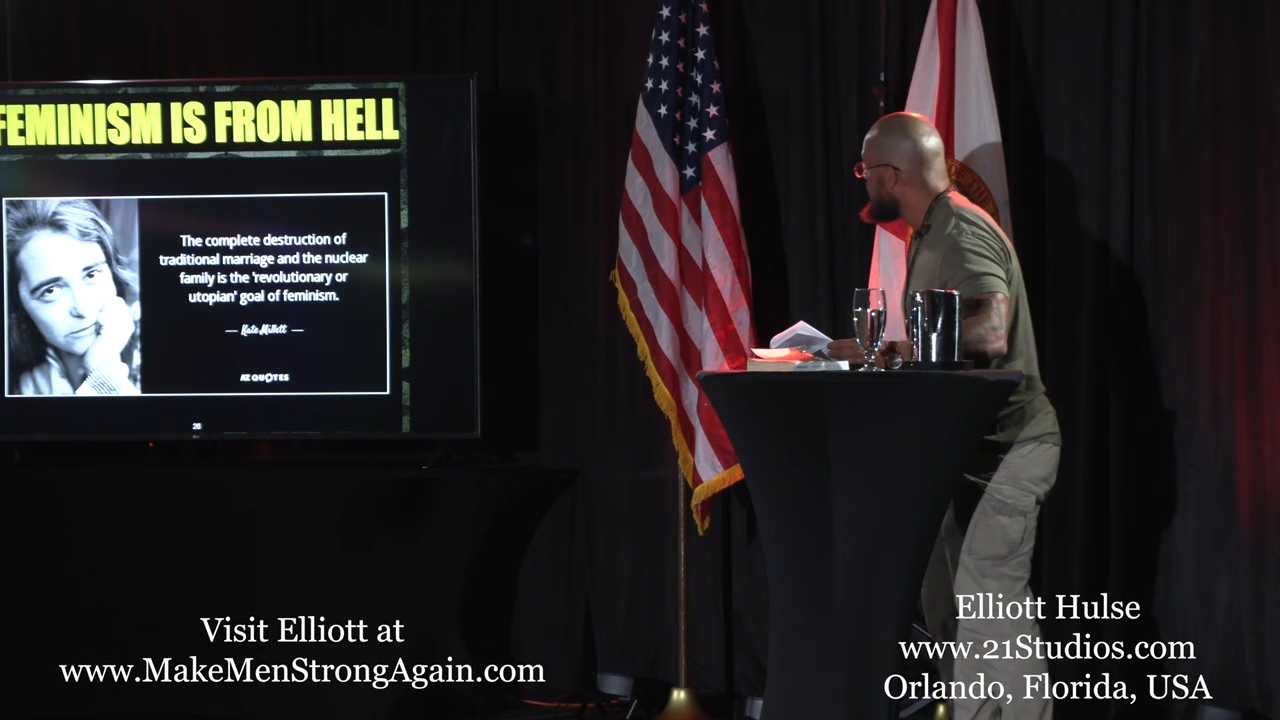 FEMINISM IS FROM HELL
The complete destruction of
traditional marriage and the nuclear
family is the 'revolutionary or
utopian' goal of feminism.
— Kate Millett —
AZ QUOTES
26
Visit Elliott at
www.MakeMenStrongAgain.com
Elliott Hulse
www.21Studios.com
Orlando, Florida, USA